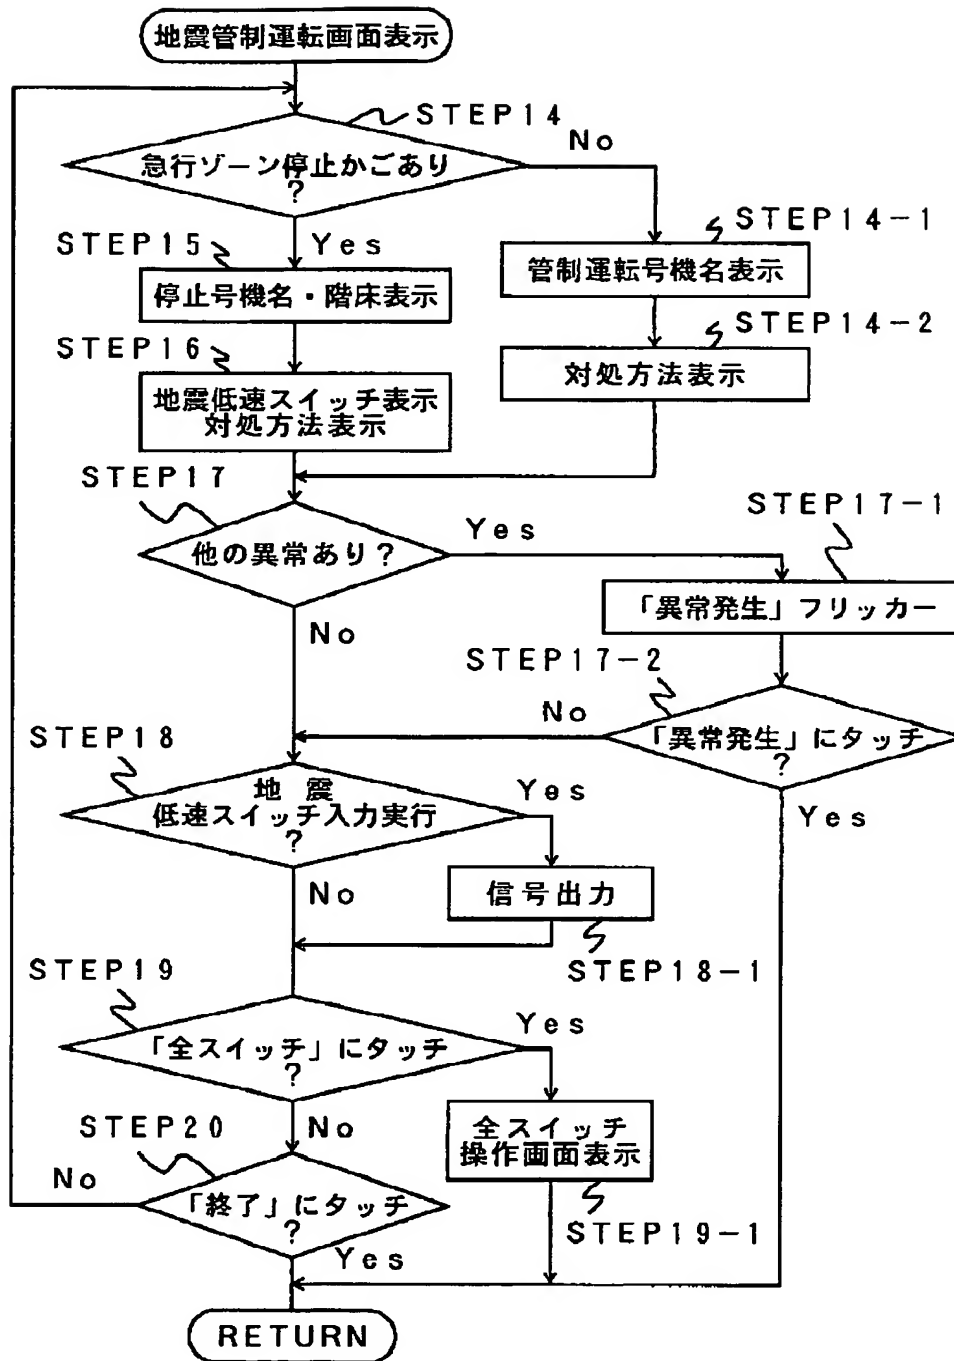 地震管制運転画面表示
STEP14
急行ゾーン停止かごあり
?
No
Yes
STEP14-1
管制運転号機名表示
STEP15
停止号機名・階床表示
STEP14-2
対処方法表示
STEP16
地震低速スイッチ表示
対処方法表示
STEP17
他の異常あり?
Yes
No
STEP17-1
「異常発生」フリッカー
STEP17-2
「異常発生」にタッチ
?
No
Yes
STEP18
地 震
低速スイッチ入力実行
?
Yes
No
信号出力
STEP18-1
STEP19
「全スイッチ」にタッチ
?
Yes
No
全スイッチ
操作画面表示
STEP19-1
STEP20
「終了」にタッチ
?
No
Yes
RETURN